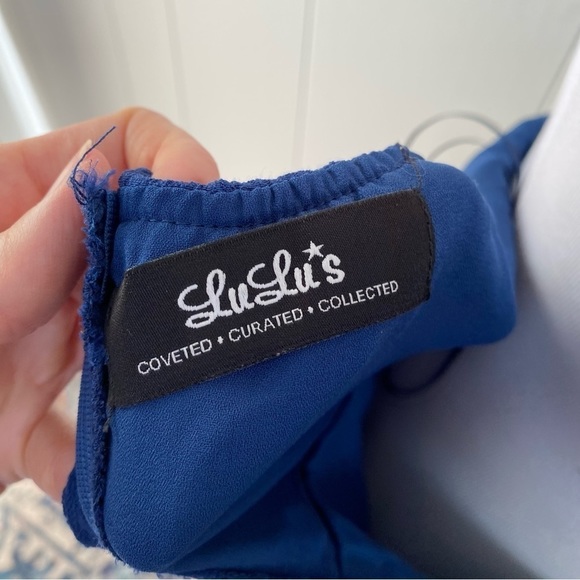 LuLu's
COVETED • CURATED • COLLECTED